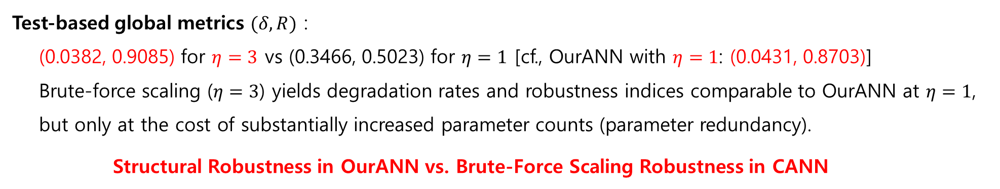 Test-based global metrics (𝛿, 𝑅) :
(0.0382, 0.9085) for 𝜂 = 3 vs (0.3466, 0.5023) for 𝜂 = 1 [cf., OurANN with 𝜂 = 1: (0.0431, 0.8703)]
Brute-force scaling (𝜂 = 3) yields degradation rates and robustness indices comparable to OurANN at 𝜂 = 1,
but only at the cost of substantially increased parameter counts (parameter redundancy).
Structural Robustness in OurANN vs. Brute-Force Scaling Robustness in CANN